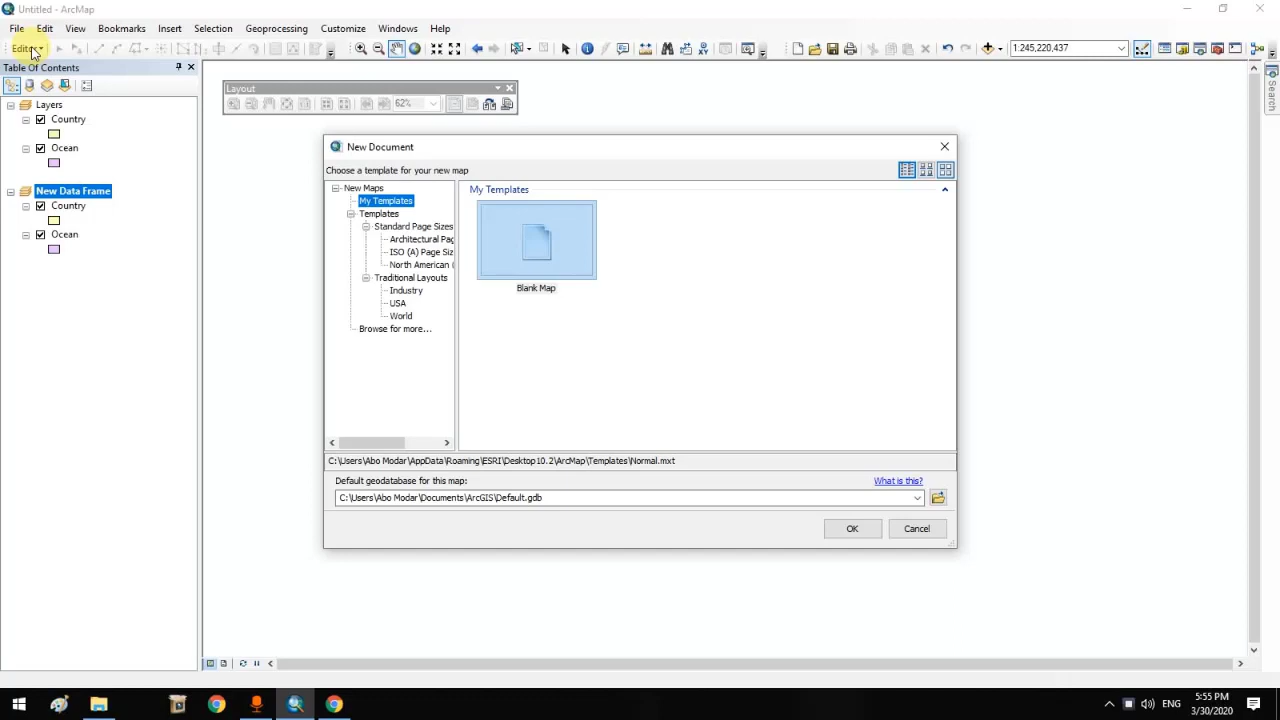 Untitled - ArcMap
File Edit View Bookmarks Insert Selection Geoprocessing Customize Windows Help
1:245,220,437
Table Of Contents
Layers
Country
Ocean
New Data Frame
Country
Ocean
Layout
62%
New Document
Choose a template for your new map
New Maps
My Templates
Templates
Standard Page Sizes
Architectural Pag
ISO (A) Page Siz
North American (
Traditional Layouts
Industry
USA
World
Browse for more...
My Templates
Blank Map
C:\Users\Abo Modar\AppData\Roaming\ESRI\Desktop10.2\ArcMap\Templates\Normal.mxt
Default geodatabase for this map:
What is this?
C:\Users\Abo Modar\Documents\ArcGIS\Default.gdb
OK Cancel
Search
ENG
5:55 PM
3/30/2020